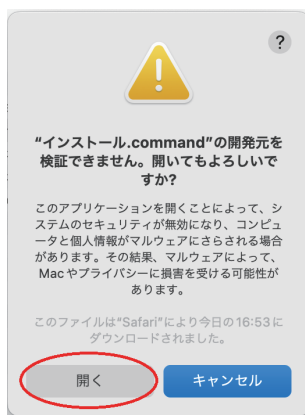 ?
“インストール.command”の開発元を
検証できません。開いてもよろしいで
すか?
このアプリケーションを開くことによって、シ
ステムのセキュリティが無効になり、コンピュ
ータと個人情報がマルウェアにさらされる場合
があります。その結果、マルウェアによって、
Macやプライバシーに損害を受ける可能性が
あります。
このファイルは“Safari”により今日の16:53に
ダウンロードされました。
開く
キャンセル